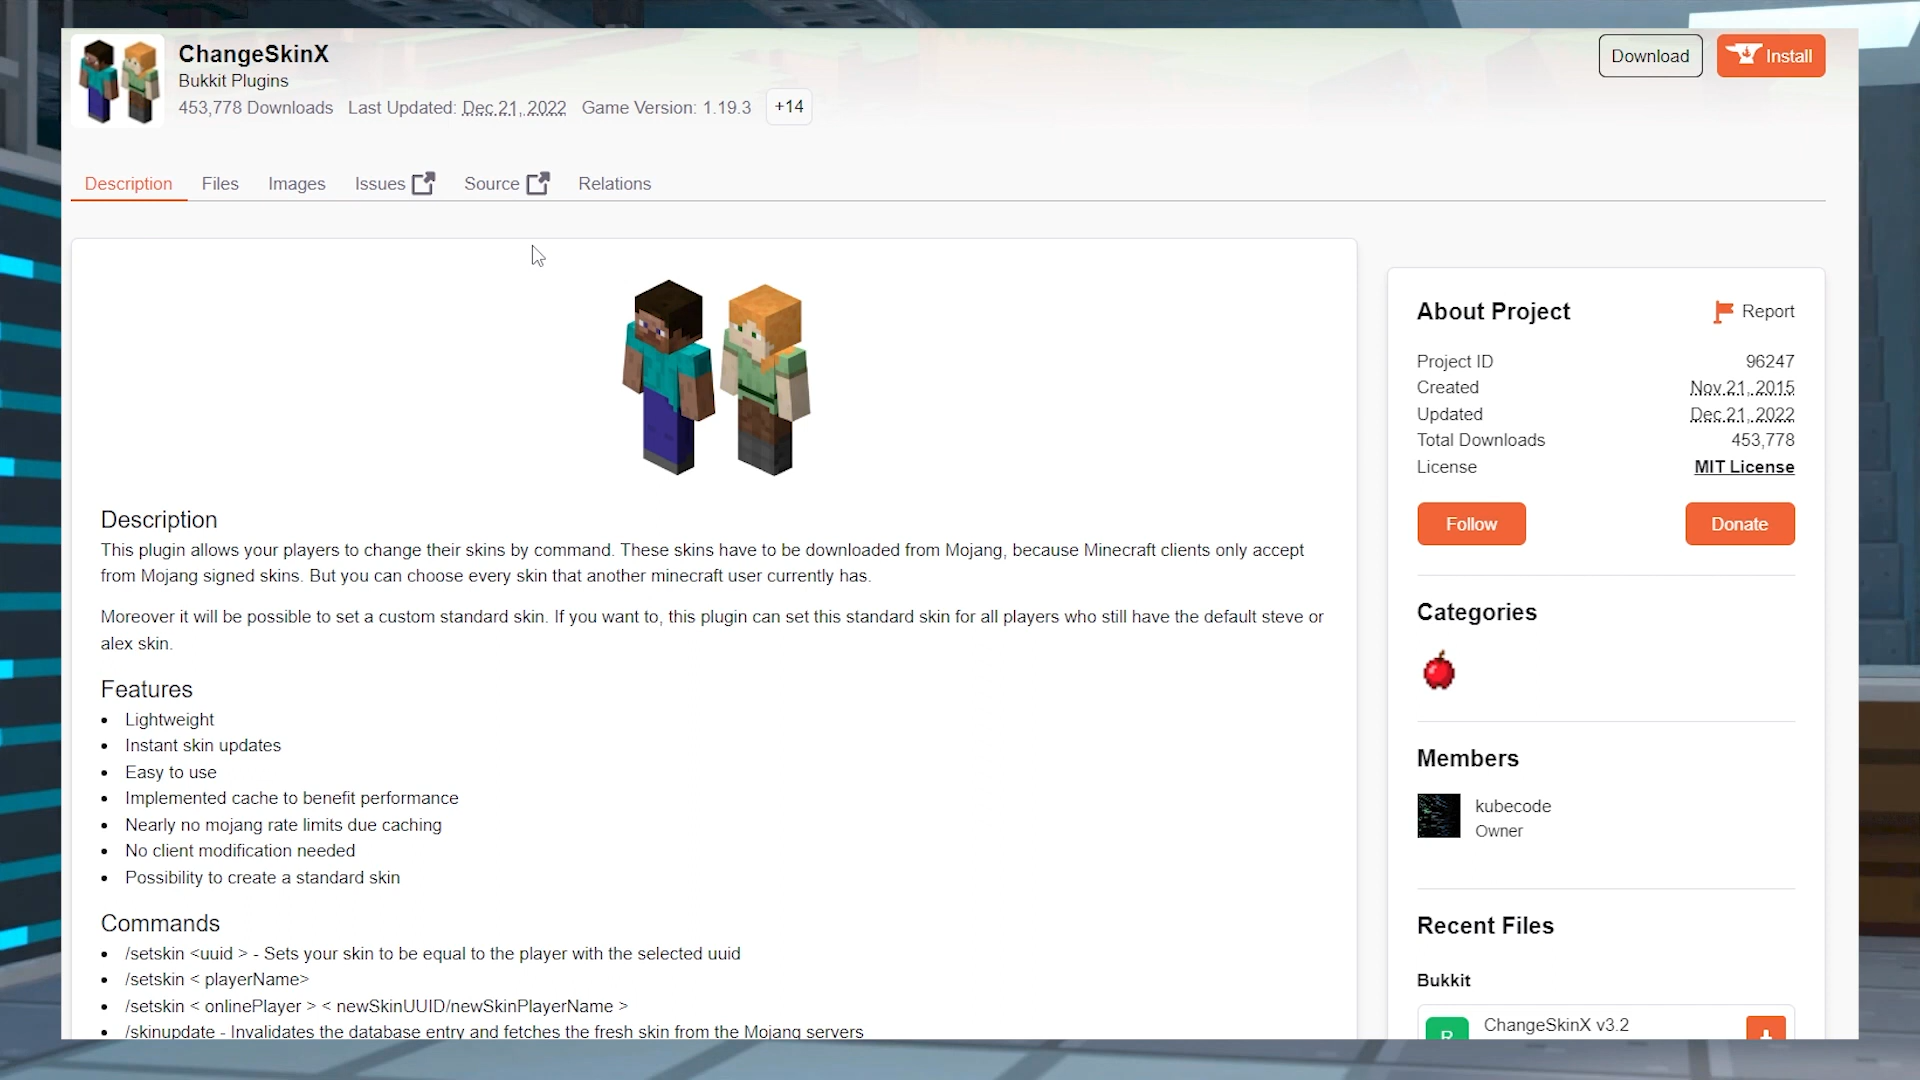 ChangeSkinX
Bukkit Plugins
453,778 Downloads Last Updated: Dec 21, 2022 Game Version: 1.19.3 +14
Download
Install
Description Files Images Issues Source Relations
Description
This plugin allows your players to change their skins by command. These skins have to be downloaded from Mojang, because Minecraft clients only accept
from Mojang signed skins. But you can choose every skin that another minecraft user currently has.
Moreover it will be possible to set a custom standard skin. If you want to, this plugin can set this standard skin for all players who still have the default steve or
alex skin.
Features
• Lightweight
• Instant skin updates
• Easy to use
• Implemented cache to benefit performance
• Nearly no mojang rate limits due caching
• No client modification needed
• Possibility to create a standard skin
Commands
• /setskin <uuid > - Sets your skin to be equal to the player with the selected uuid
• /setskin < playerName>
• /setskin < onlinePlayer > < newSkinUUID/newSkinPlayerName >
• /skinupdate - Invalidates the database entry and fetches the fresh skin from the Mojang servers
About Project
Report
Project ID 96247
Created Nov 21, 2015
Updated Dec 21, 2022
Total Downloads 453,778
License MIT License
Follow
Donate
Categories
Members
kubecode
Owner
Recent Files
Bukkit
R
ChangeSkinX v3.2